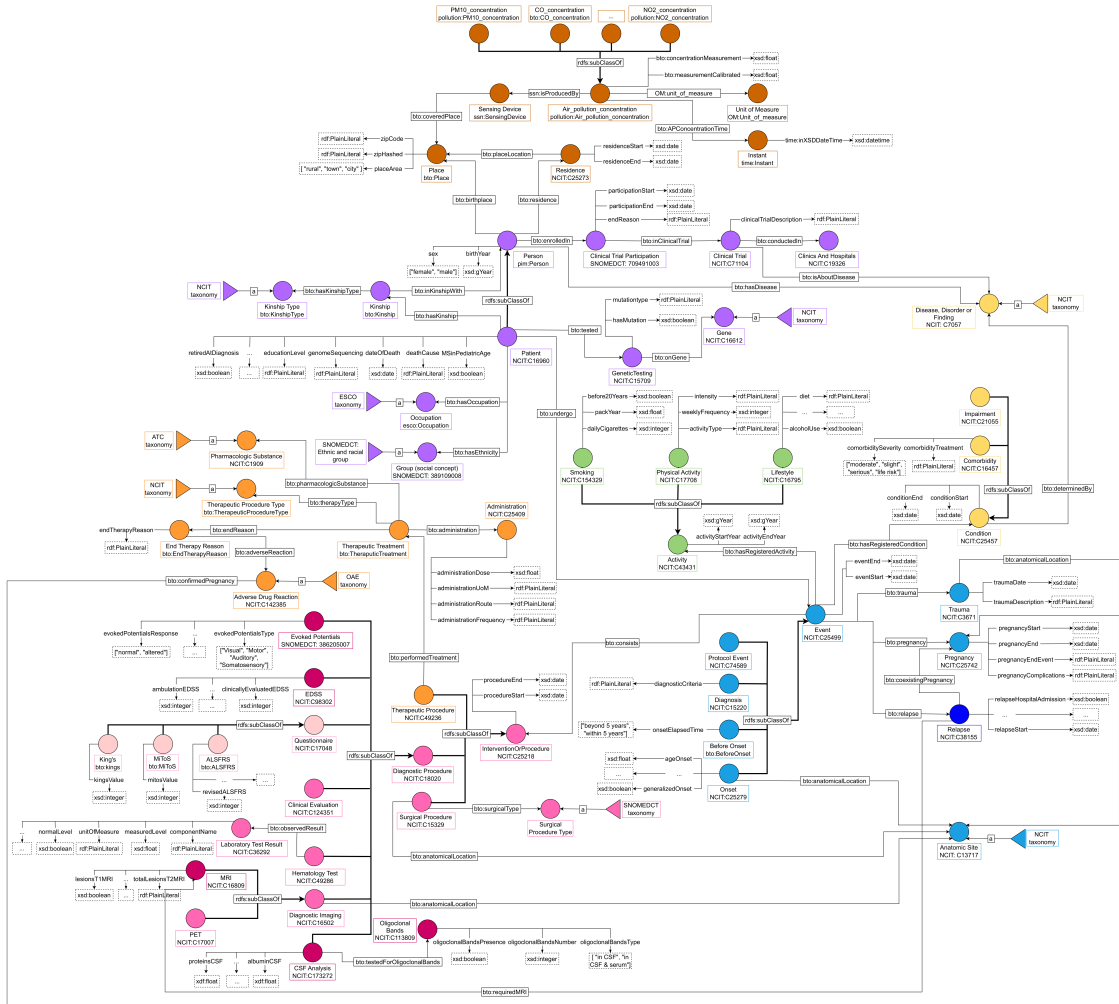 PM10_concentration
pollution:PM10_concentration
CO_concentration
bto:CO_concentration
...
NO2_concentration
pollution:NO2_concentration
rdfs:subClassOf
bto:concentrationMeasurement
xsd:float
bto:measurementCalibrated
xsd:float
ssn:isProducedBy
OM:unit_of_measure
Sensing Device
ssn:SensingDevice
Air_pollution_concentration
pollution:Air_pollution_concentration
Unit of Measure
OM:Unit_of_measure
bto:coveredPlace
bto:APConcentrationTime
rdf:PlainLiteral
zipCode
rdf:PlainLiteral
zipHashed
["rural", "town", "city" ]
placeArea
Place
bto:Place
bto:placeLocation
Residence
NCIT:C25273
residenceStart
xsd:date
residenceEnd
xsd:date
Instant
time:Instant
time:inXSDDateTime
xsd:datetime
bto:birthplace
bto:residence
participationStart
xsd:date
participationEnd
xsd:date
endReason
rdf:PlainLiteral
clinicalTrialDescription
rdf:PlainLiteral
bto:enrolledIn
bto:inClinicalTrial
bto:conductedIn
Person
pim:Person
Clinical Trial Participation
SNOMEDCT: 709491003
Clinical Trial
NCIT:C71104
Clinics And Hospitals
NCIT:C19326
sex
birthYear
["female", "male"]
xsd:gYear
bto:isAboutDisease
bto:hasDisease
NCIT
taxonomy
a
bto:hasKinshipType
bto:inKinshipWith
rdfs:subClassOf
Kinship Type
bto:KinshipType
Kinship
bto:Kinship
bto:hasKinship
mutationtype
rdf:PlainLiteral
hasMutation
xsd:boolean
Gene
NCIT:C16612
a
NCIT
taxonomy
Disease, Disorder or
Finding
NCIT: C7057
a
NCIT
taxonomy
bto:tested
bto:onGene
GeneticTesting
NCIT:C15709
Patient
NCIT:C16960
retiredAtDiagnosis
...
educationLevel
genomeSequencing
dateOfDeath
deathCause
MSinPediatricAge
xsd:boolean
...
rdf:PlainLiteral
rdf:PlainLiteral
xsd:date
rdf:PlainLiteral
xsd:boolean
ESCO
taxonomy
a
bto:hasOccupation
Occupation
esco:Occupation
bto:undergo
before20Years
xsd:boolean
packYear
xsd:float
dailyCigarettes
xsd:integer
intensity
rdf:PlainLiteral
weeklyFrequency
xsd:integer
activityType
rdf:PlainLiteral
diet
rdf:PlainLiteral
...
...
alcoholUse
xsd:boolean
Impairment
NCIT:C21055
ATC
taxonomy
a
Pharmacologic Substance
NCIT:C1909
SNOMEDCT:
Ethnic and racial
group
a
bto:hasEthnicity
Group (social concept)
SNOMEDCT: 389109008
comorbiditySeverity
comorbidityTreatment
["moderate", "slight",
"serious", "life risk"]
rdf:PlainLiteral
Comorbidity
NCIT:C16457
Smoking
NCIT:C154329
Physical Activity
NCIT:C17708
Lifestyle
NCIT:C16795
bto:pharmacologicSubstance
NCIT
taxonomy
a
bto:therapyType
Therapeutic Procedure Type
bto:TherapeuticProcedureType
rdfs:subClassOf
rdfs:subClassOf
bto:determinedBy
conditionEnd
conditionStart
xsd:date
xsd:date
Condition
NCIT:C25457
Administration
NCIT:C25409
endTherapyReason
rdf:PlainLiteral
bto:endReason
End Therapy Reason
bto:EndTherapyReason
bto:adverseReaction
Therapeutic Treatment
bto:TheraputicTreatment
bto:administration
xsd:gYear
xsd:gYear
activityStartYear
activityEndYear
bto:hasRegisteredActivity
Activity
NCIT:C43431
bto:hasRegisteredCondition
bto:anatomicalLocation
bto:confirmedPregnancy
a
OAE
taxonomy
Adverse Drug Reaction
NCIT:C142385
administrationDose
xsd:float
administrationUoM
rdf:PlainLiteral
administrationRoute
rdf:PlainLiteral
administrationFrequency
rdf:PlainLiteral
eventEnd
xsd:date
eventStart
xsd:date
bto:trauma
Trauma
NCIT:C3671
traumaDate
xsd:date
traumaDescription
rdf:PlainLiteral
evokedPotentialsResponse
...
evokedPotentialsType
["normal", "altered"]
...
["Visual", "Motor",
"Auditory",
"Somatosensory"]
Evoked Potentials
SNOMEDCT: 386205007
bto:performedTreatment
bto:consists
Event
NCIT:C25499
bto:pregnancy
Pregnancy
NCIT:C25742
pregnancyStart
xsd:date
pregnancyEnd
xsd:date
pregnancyEndEvent
rdf:PlainLiteral
pregnancyComplications
rdf:PlainLiteral
Protocol Event
NCIT:C74589
diagnosticCriteria
rdf:PlainLiteral
Diagnosis
NCIT:C15220
bto:coexistingPregnancy
ambulationEDSS
...
clinicallyEvaluatedEDSS
xsd:integer
...
xsd:integer
EDSS
NCIT:C98302
procedureEnd
xsd:date
procedureStart
xsd:date
Therapeutic Procedure
NCIT:C49236
rdfs:subClassOf
InterventionOrProcedure
NCIT:C25218
rdfs:subClassOf
["beyond 5 years",
"within 5 years"]
onsetElapsedTime
Before Onset
bto:BeforeOnset
bto:relapse
Relapse
NCIT:C38155
relapseHospitalAdmission
xsd:boolean
...
...
relapseStart
xsd:date
rdfs:subClassOf
Questionnaire
NCIT:C17048
King's
bto:kings
MiToS
bto:MiToS
ALSFRS
bto:ALSFRS
kingsValue
mitosValue
...
...
xsd:integer
xsd:integer
revisedALSFRS
xsd:integer
rdfs:subClassOf
Diagnostic Procedure
NCIT:C18020
xsd:float
ageOnset
...
...
xsd:boolean
generalizedOnset
Onset
NCIT:C25279
bto:anatomicalLocation
Clinical Evaluation
NCIT:C124351
Surgical Procedure
NCIT:C15329
bto:surgicalType
Surgical
Procedure Type
a
SNOMEDCT
taxonomy
...
normalLevel
unitOfMeasure
measuredLevel
componentName
...
xsd:boolean
rdf:PlainLiteral
xsd:float
rdf:PlainLiteral
bto:observedResult
Laboratory Test Result
NCIT:C36292
Hematology Test
NCIT:C49286
bto:anatomicalLocation
Anatomic Site
NCIT: C13717
a
NCIT
taxonomy
lesionsT1MRI
...
totalLesionsT2MRI
xsd:boolean
...
rdf:PlainLiteral
MRI
NCIT:C16809
rdfs:subClassOf
Diagnostic Imaging
NCIT:C16502
bto:anatomicalLocation
PET
NCIT:C17007
Oligoclonal
Bands
NCIT:C113809
oligoclonalBandsPresence
oligoclonalBandsNumber
oligoclonalBandsType
xsd:boolean
xsd:integer
[ "in CSF", "in
CSF & serum"]
proteinsCSF
...
albuminCSF
xdf:float
...
xdf:float
CSF Analysis
NCIT:C173272
bto:testedForOligoclonalBands
bto:requiredMRI